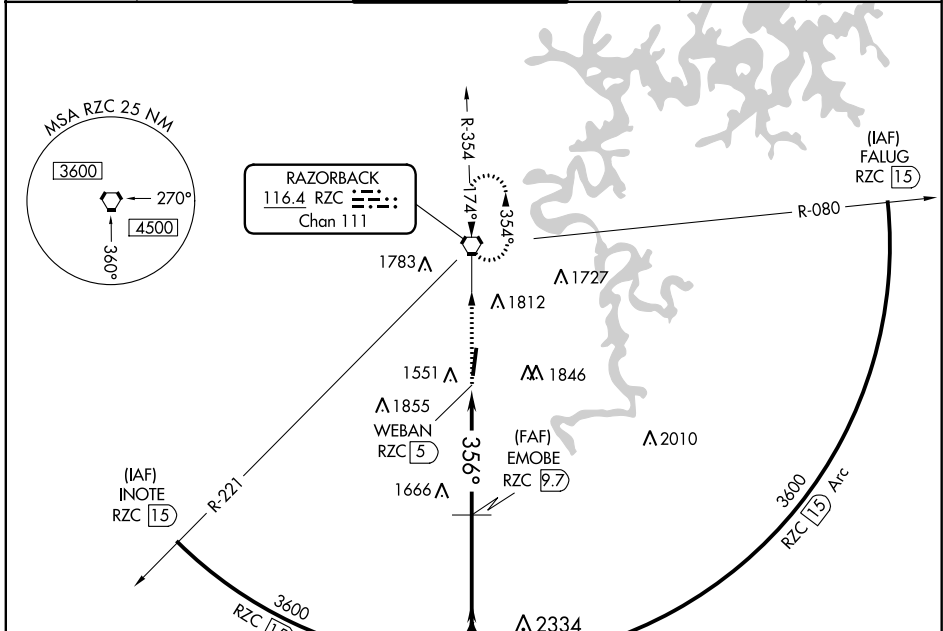 MSA RZC 25 NM
3600
270°
4500
360°
RAZORBACK
116.4 RZC
Chan 111
R-354
174°
354°
(IAF)
FALUG
RZC 15
R-080
1783
1727
1812
1551
1846
1855
WEBAN
RZC 5
356°
(FAF)
EMOBE
RZC 9.7
2010
1666
(IAF)
INOTE
RZC 15
R-221
3600
RZC 15 Arc
3600
RZC 15
2334